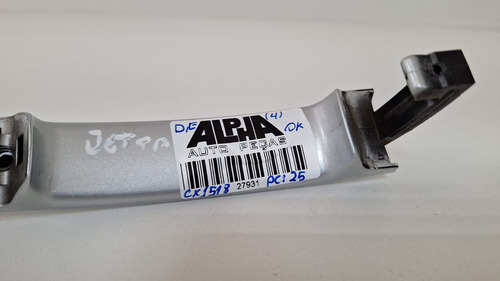 Jetta
D,E (4) OK
ALPHA
AUTO PEÇAS
CX1518 27931 PC:25